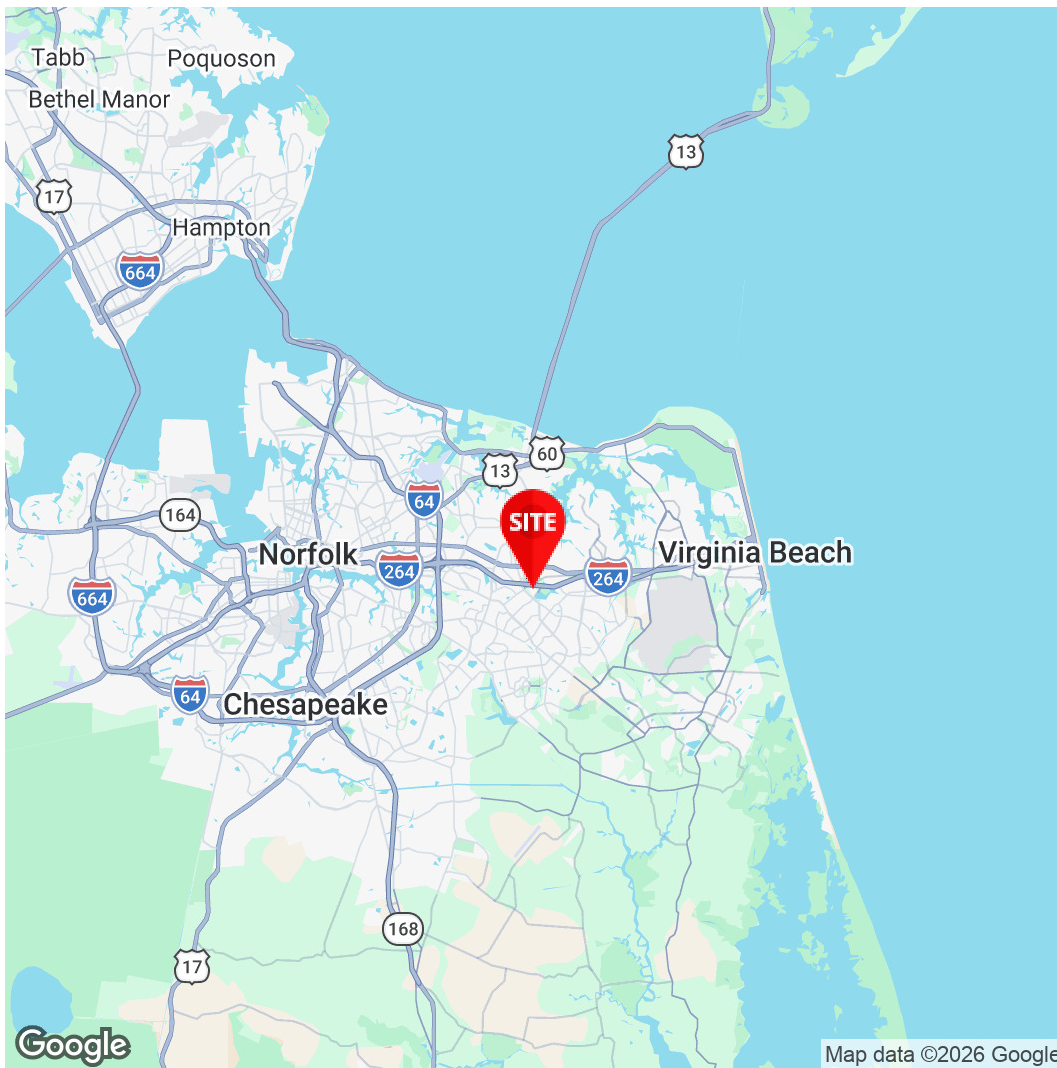 Tabb
Poquoson
Bethel Manor
13
17
Hampton
664
60
13
64
164
SITE
Norfolk
Virginia Beach
264
264
664
64
Chesapeake
168
17
Google
Map data ©2026 Google